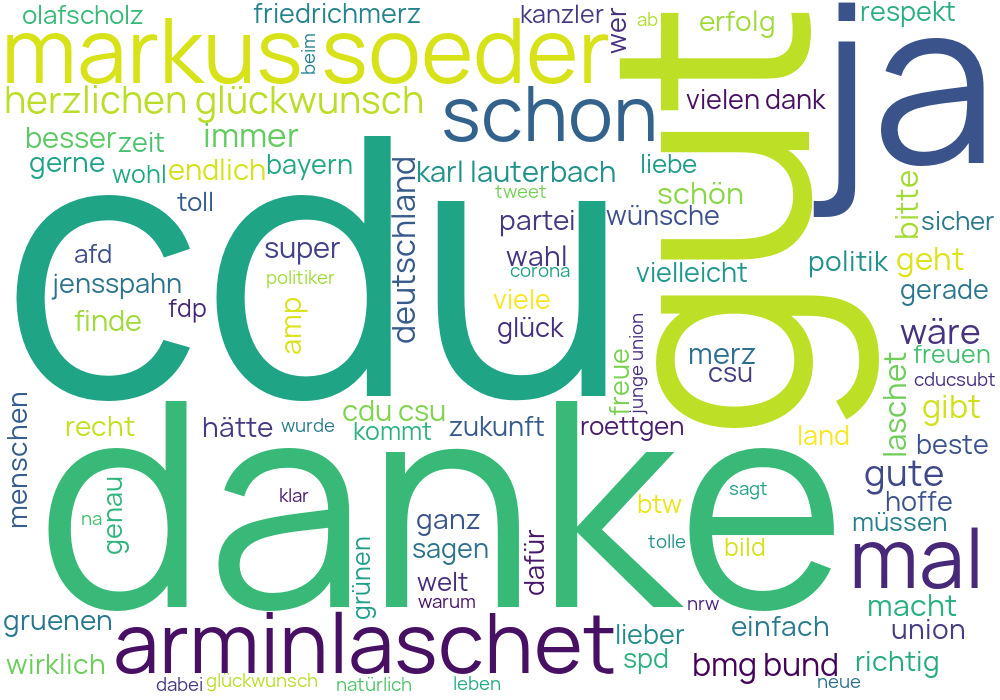 olafscholz
friedrichmerz
kanzler
wer
ab
erfolg
ja
respekt
markus soeder
beim
gut
herzlichen glückwunsch
schon
vielen dank
besser
zeit
immer
gerne
wohl
endlich
bayern
deutschland
karl lauterbach
liebe
toll
tweet
schön
bitte
cdu
partei
wünsche
sicher
afd
super
wahl
jensspahn
politiker
corona
vielleicht
politik
geht
fdp
amp
viele
gerade
finde
glück
junge union
wäre
freue
merz
csu
laschet
freuen
cducsubt
menschen
recht
hätte
wurde
cdu csu
kommt
zukunft
roettgen
land
gibt
beste
danke
genau
na
klar
ganz
sagen
dafür
btw
sagt
tolle
bild
gute
hoffe
müssen
mal
grünen
welt
warum
nrw
macht
gruenen
arminlaschet
lieber
einfach
union
wirklich
spd
bmg bund
richtig
dabei
gluckwunsch
natürlich
leben
neue